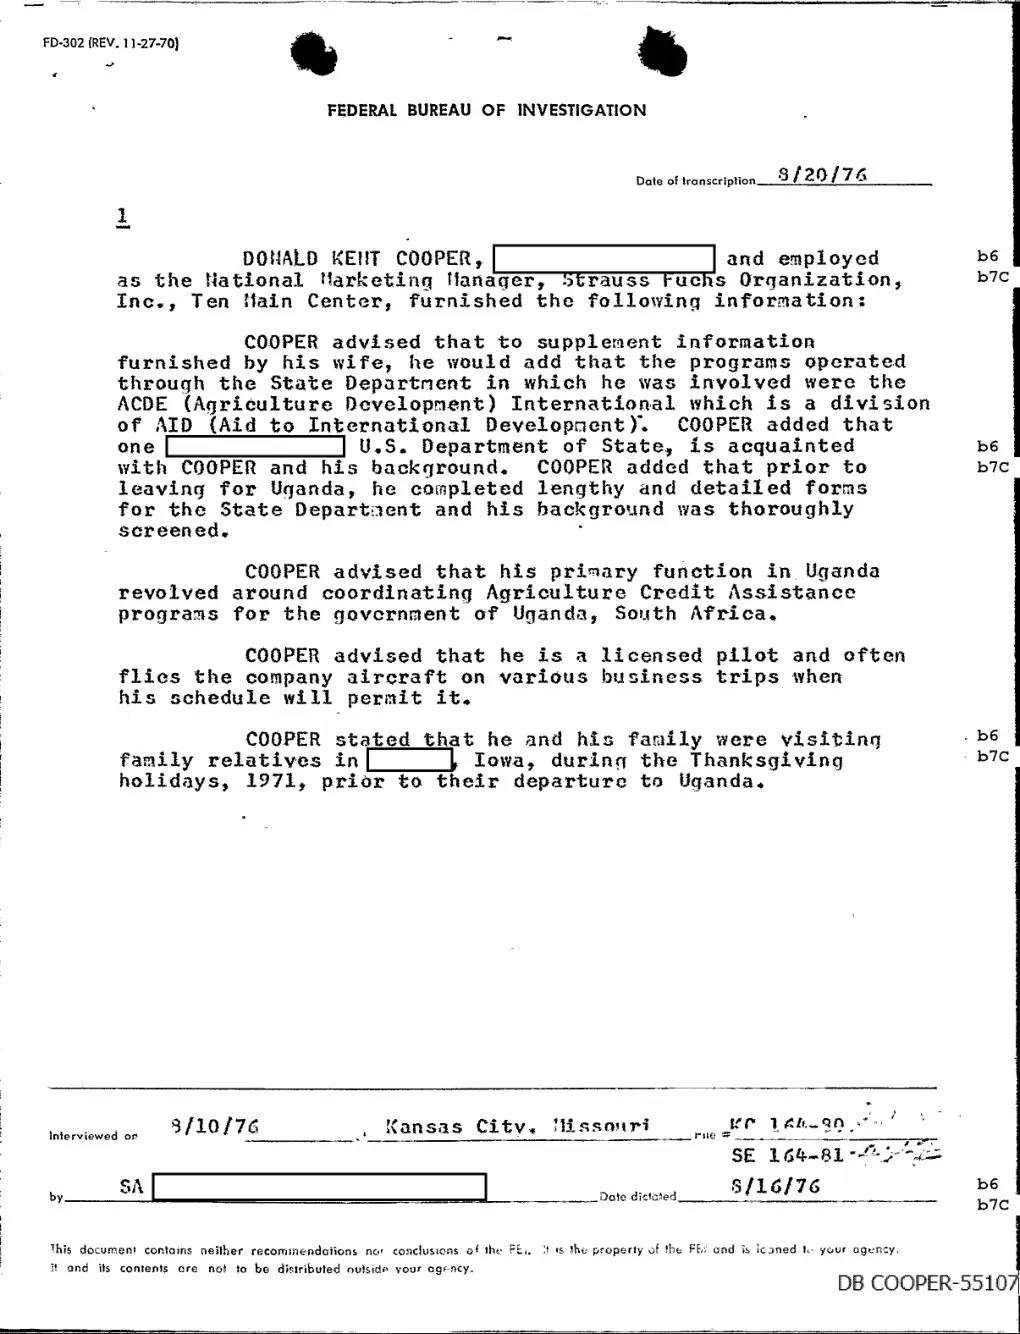 FD-302 (REV. 11-27-70)
FEDERAL BUREAU OF INVESTIGATION
Date of transcription 8/20/76
1
DONALD KENT COOPER, and employed b6
as the National Marketing Manager, Strauss Fuchs Organization, b7C
Inc., Ten Main Center, furnished the following information:
COOPER advised that to supplement information
furnished by his wife, he would add that the programs operated
through the State Department in which he was involved were the
ACDE (Agriculture Development) International which is a division
of AID (Aid to International Development). COOPER added that
one U.S. Department of State, is acquainted b6
with COOPER and his background. COOPER added that prior to b7C
leaving for Uganda, he completed lengthy and detailed forms
for the State Department and his background was thoroughly
screened.
COOPER advised that his primary function in Uganda
revolved around coordinating Agriculture Credit Assistance
programs for the government of Uganda, South Africa.
COOPER advised that he is a licensed pilot and often
flies the company aircraft on various business trips when
his schedule will permit it.
COOPER stated that he and his family were visiting b6
family relatives in , Iowa, during the Thanksgiving b7C
holidays, 1971, prior to their departure to Uganda.
Interviewed on 8/10/76, Kansas City, Missouri File # KC 164-80
SE 164-81-
by SA Date dictated 8/16/76 b6
b7C
This document contains neither recommendations nor conclusions of the FBI. It is the property of the FBI and is loaned to your agency;
it and its contents are not to be distributed outside your agency.
DB COOPER-55107